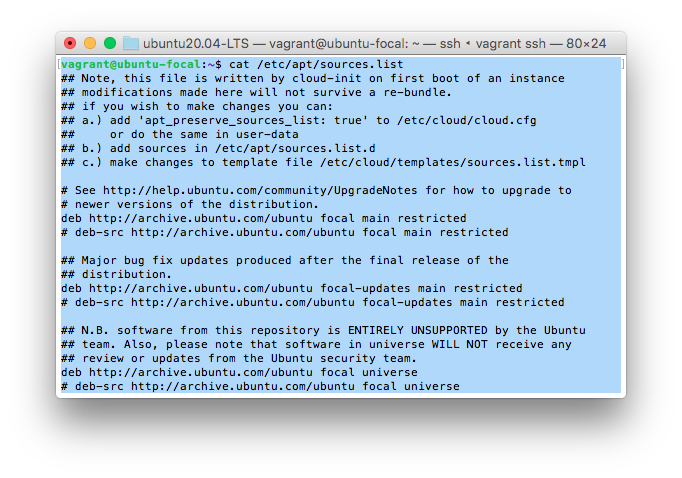 ubuntu20.04-LTS — vagrant@ubuntu-focal: ~ — ssh ◂ vagrant ssh — 80×24
vagrant@ubuntu-focal:~$ cat /etc/apt/sources.list
## Note, this file is written by cloud-init on first boot of an instance
## modifications made here will not survive a re-bundle.
## if you wish to make changes you can:
## a.) add 'apt_preserve_sources_list: true' to /etc/cloud/cloud.cfg
##     or do the same in user-data
## b.) add sources in /etc/apt/sources.list.d
## c.) make changes to template file /etc/cloud/templates/sources.list.tmpl

# See http://help.ubuntu.com/community/UpgradeNotes for how to upgrade to
# newer versions of the distribution.
deb http://archive.ubuntu.com/ubuntu focal main restricted
# deb-src http://archive.ubuntu.com/ubuntu focal main restricted

## Major bug fix updates produced after the final release of the
## distribution.
deb http://archive.ubuntu.com/ubuntu focal-updates main restricted
# deb-src http://archive.ubuntu.com/ubuntu focal-updates main restricted

## N.B. software from this repository is ENTIRELY UNSUPPORTED by the Ubuntu
## team. Also, please note that software in universe WILL NOT receive any
## review or updates from the Ubuntu security team.
deb http://archive.ubuntu.com/ubuntu focal universe
# deb-src http://archive.ubuntu.com/ubuntu focal universe